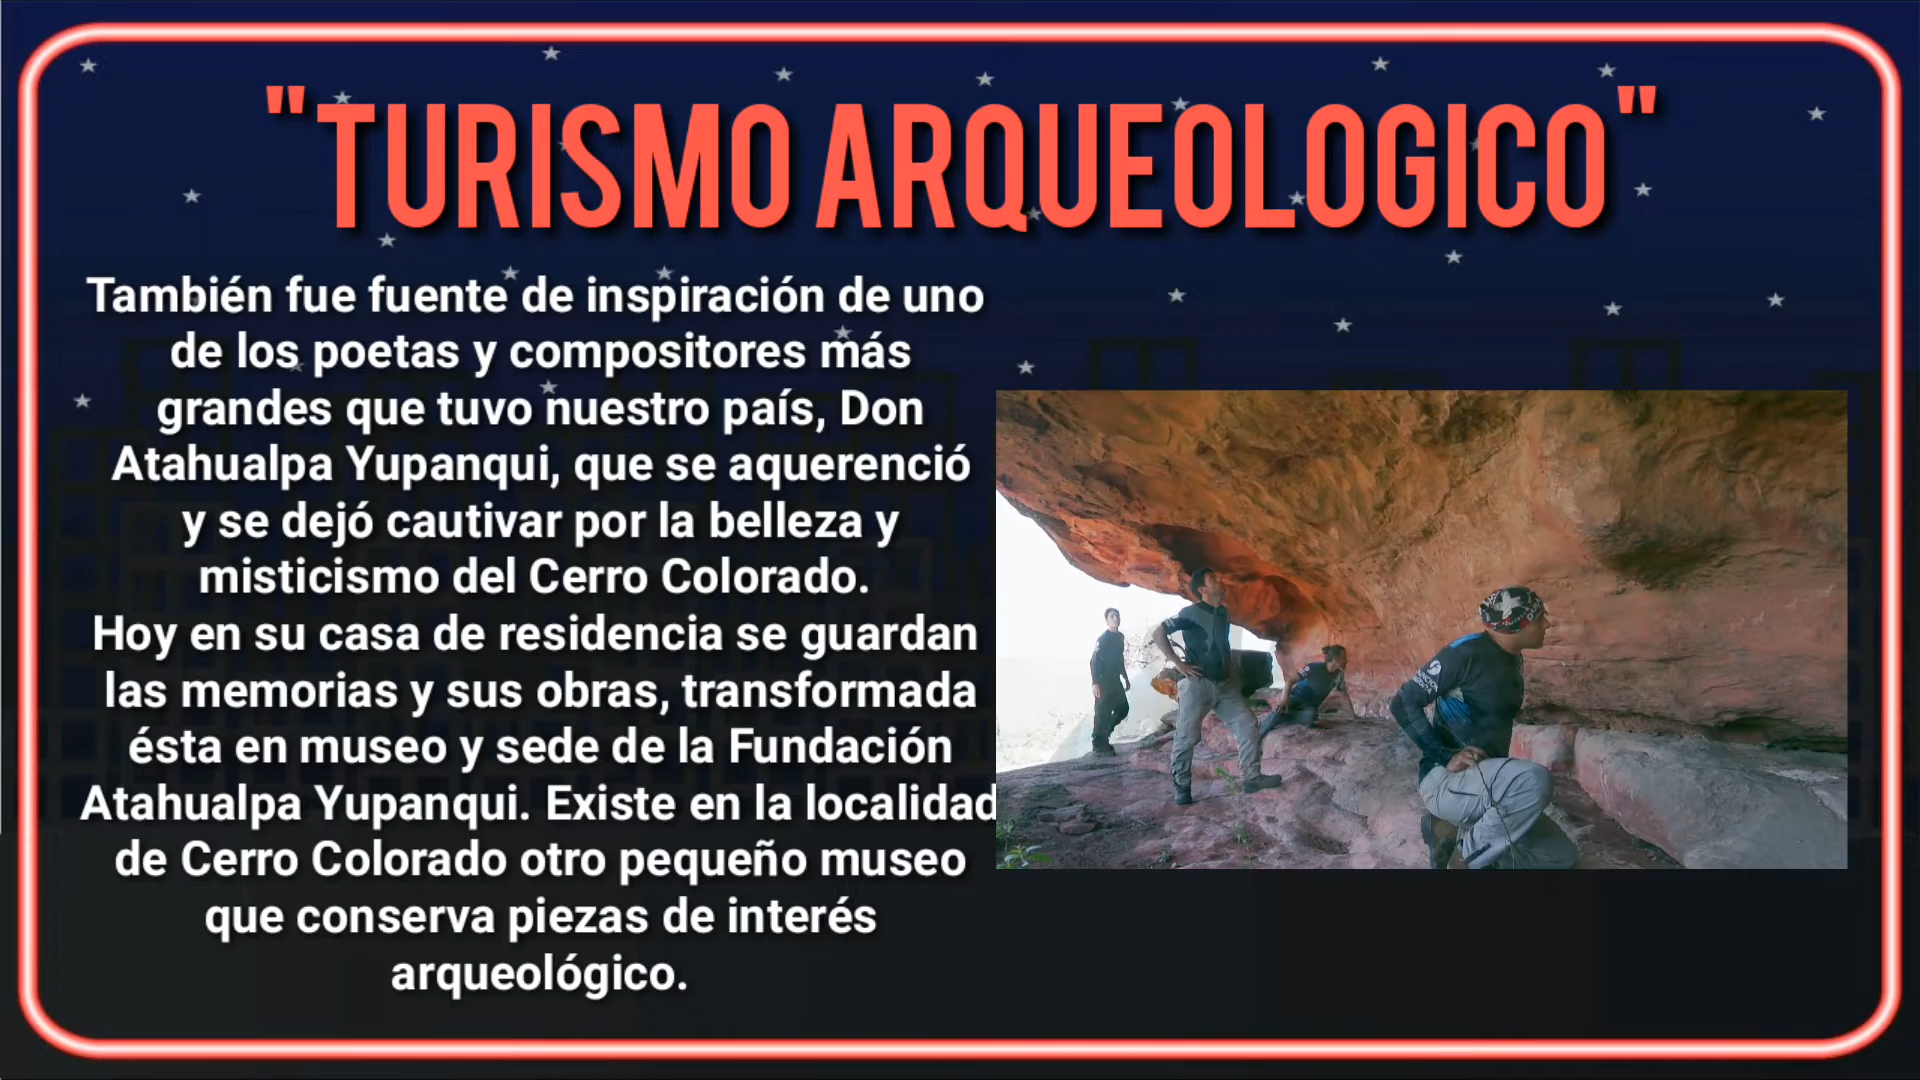 "TURISMO ARQUEOLOGICO"
También fue fuente de inspiración de uno
de los poetas y compositores más
grandes que tuvo nuestro país, Don
Atahualpa Yupanqui, que se aquerenció
y se dejó cautivar por la belleza y
misticismo del Cerro Colorado.
Hoy en su casa de residencia se guardan
las memorias y sus obras, transformada
ésta en museo y sede de la Fundación
Atahualpa Yupanqui. Existe en la localidad
de Cerro Colorado otro pequeño museo
que conserva piezas de interés
arqueológico.